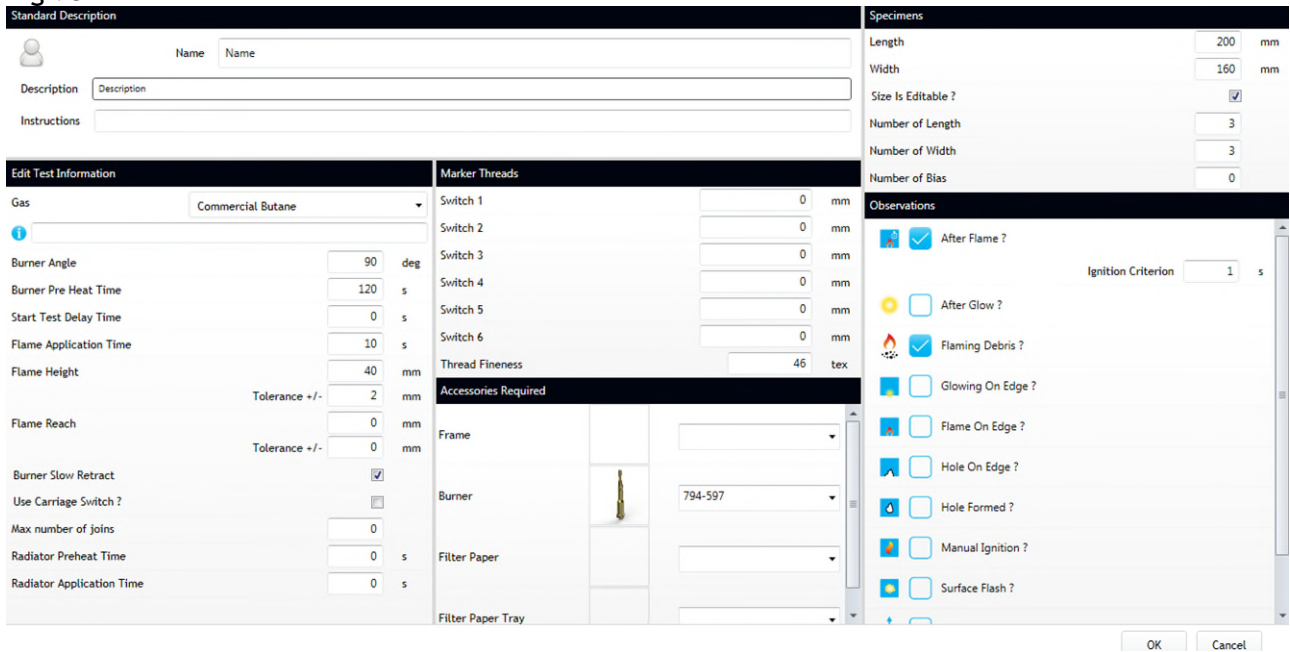 Standard Description
Name Name
Description Description
Instructions
Edit Test Information
Gas Commercial Butane
Burner Angle 90 deg
Burner Pre Heat Time 120 s
Start Test Delay Time 0 s
Flame Application Time 10 s
Flame Height 40 mm
Tolerance +/- 2 mm
Flame Reach 0 mm
Tolerance +/- 0 mm
Burner Slow Retract
Use Carriage Switch ?
Max number of joins 0
Radiator Preheat Time 0 s
Radiator Application Time 0 s
Marker Threads
Switch 1 0 mm
Switch 2 0 mm
Switch 3 0 mm
Switch 4 0 mm
Switch 5 0 mm
Switch 6 0 mm
Thread Fineness 46 tex
Accessories Required
Frame
Burner 794-597
Filter Paper
Filter Paper Tray
Specimens
Length 200 mm
Width 160 mm
Size Is Editable ?
Number of Length 3
Number of Width 3
Number of Bias 0
Observations
After Flame ?
Ignition Criterion 1 s
After Glow ?
Flaming Debris ?
Glowing On Edge ?
Flame On Edge ?
Hole On Edge ?
Hole Formed ?
Manual Ignition ?
Surface Flash ?
OK Cancel